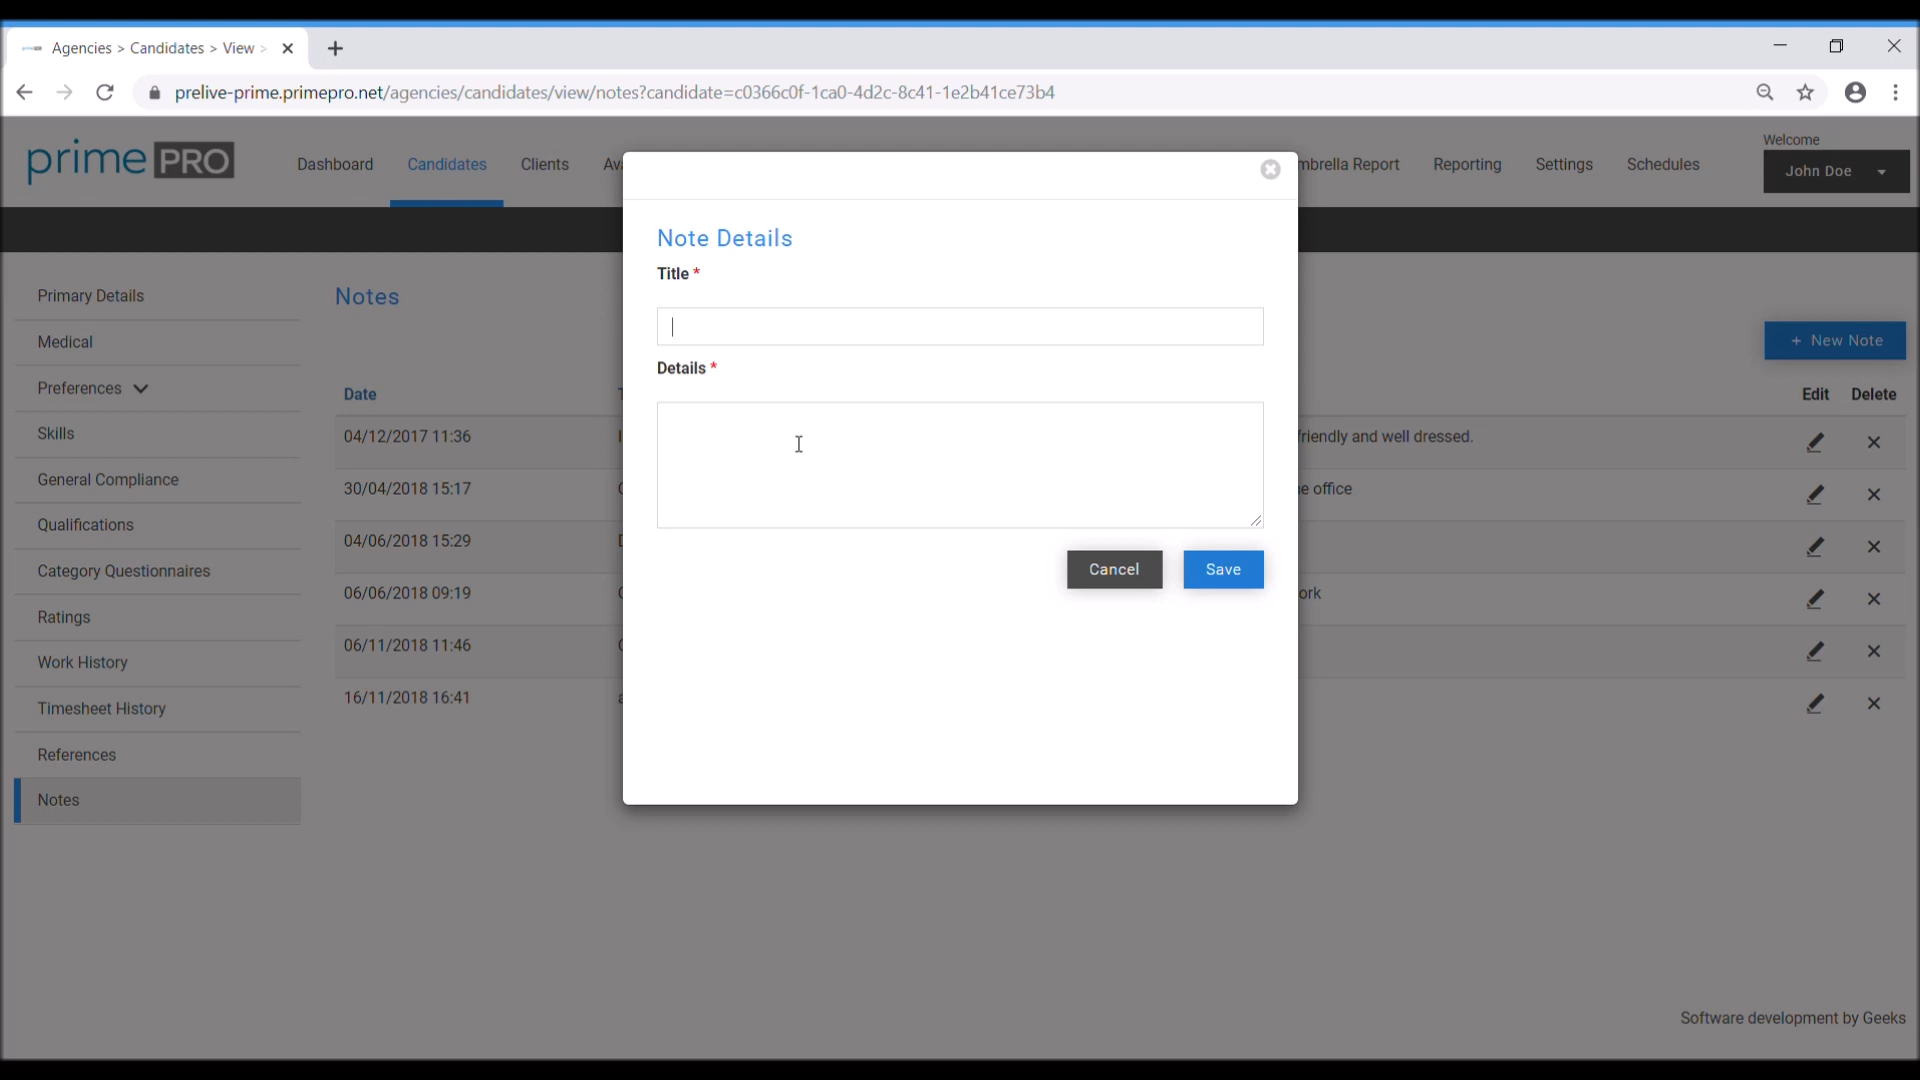 Agencies > Candidates > View >
prelive-prime.primepro.net/agencies/candidates/view/notes?candidate=c0366c0f-1ca0-4d2c-8c41-1e2b41ce73b4
prime PRO
Dashboard
Candidates
Clients
Reporting
Settings
Schedules
Welcome
John Doe
Primary Details
Medical
Preferences
Skills
General Compliance
Qualifications
Category Questionnaires
Ratings
Work History
Timesheet History
References
Notes
Notes
+ New Note
Date
Edit
Delete
04/12/2017 11:36
friendly and well dressed.
30/04/2018 15:17
office
04/06/2018 15:29
06/06/2018 09:19
06/11/2018 11:46
16/11/2018 16:41
Note Details
Title *
Details *
Cancel
Save
Report
Software development by Geeks